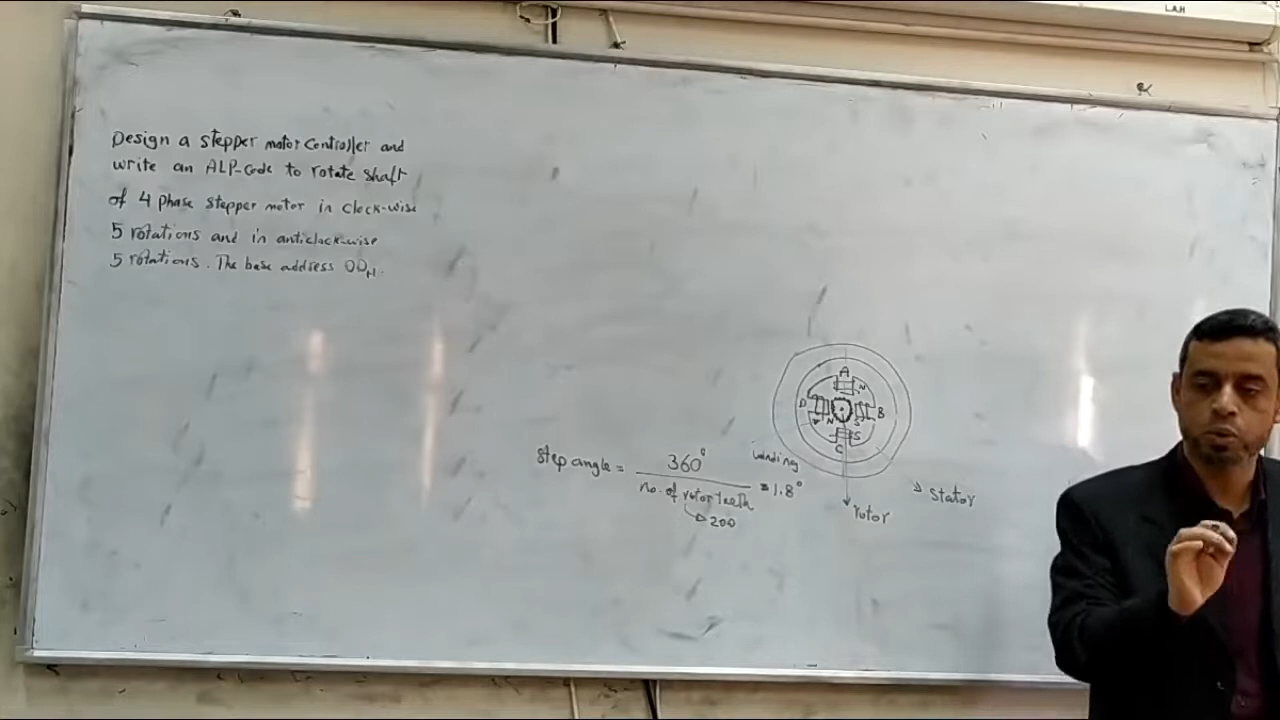 L.A.H
Design a stepper motor controller and
write an ALP-Code to rotate shaft
of 4 phase stepper motor in clock-wise
5 rotations and in anticlock-wise
5 rotations. The base address 00H.
A
N
D
B
N
S
S
C
winding
step angle = 360° / no. of rotor teeth = 1.8°
200
rotor
stator